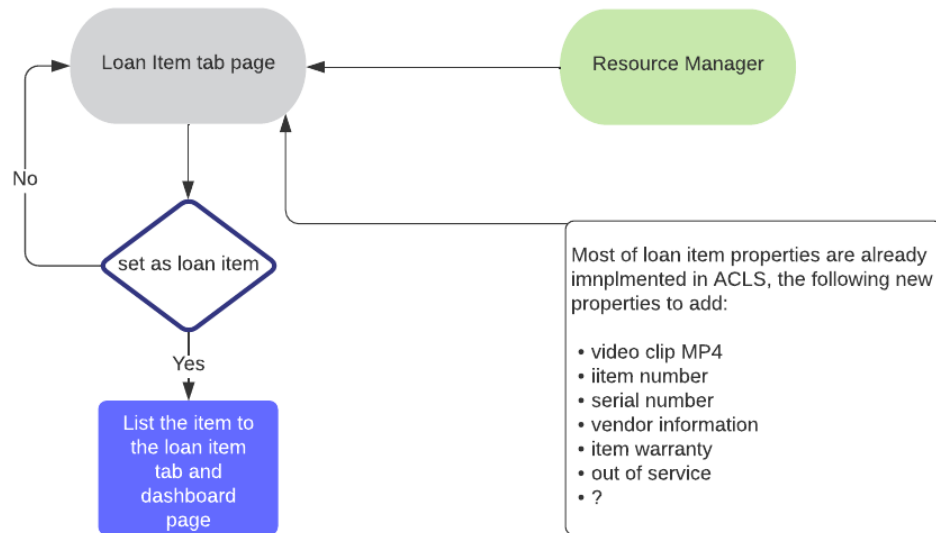 Loan Item tab page
Resource Manager
No
set as loan item
Most of loan item properties are already
imnplmented in ACLS, the following new
properties to add:
• video clip MP4
• iitem number
• serial number
• vendor information
• item warranty
• out of service
• ?
Yes
List the item to
the loan item
tab and
dashboard
page